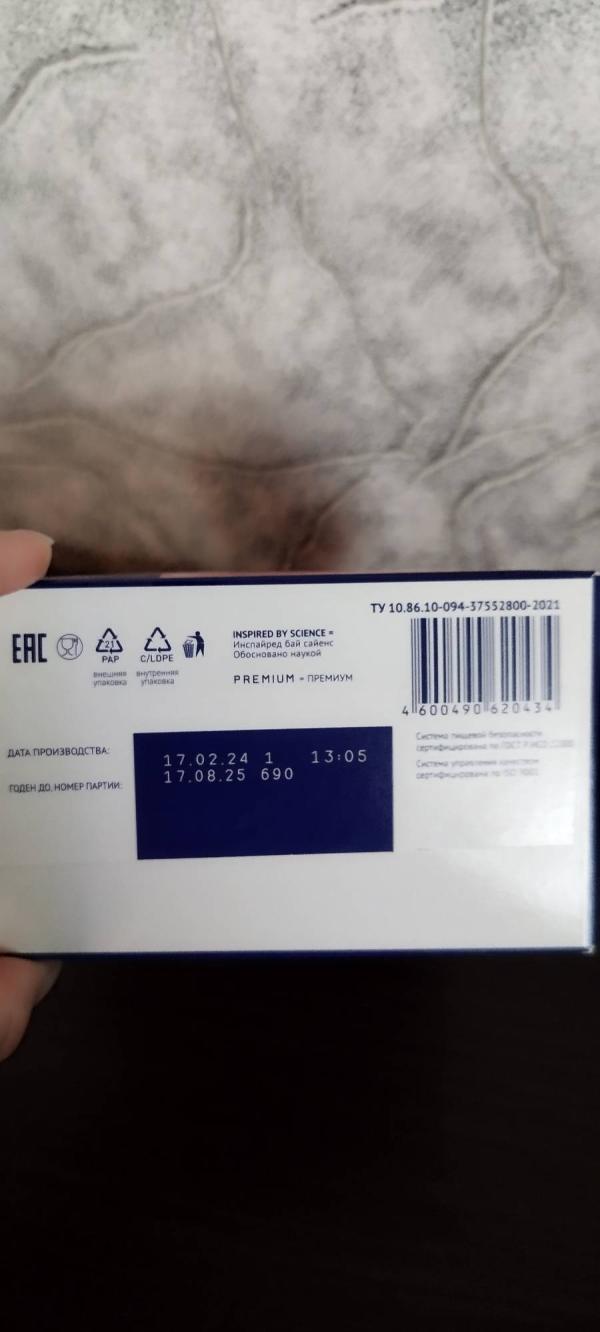 ТУ 10.86.10-094-37552800-2021
EAC
21
PAP
внешняя
упаковка
C/LDPE
внутренняя
упаковка
INSPIRED BY SCIENCE =
Инспайред бай сайенс
Обосновано наукой
PREMIUM = ПРЕМИУМ
4 600490 620434
ДАТА ПРОИЗВОДСТВА:
ГОДЕН ДО, НОМЕР ПАРТИИ:
17.02.24 1 13:05
17.08.25 690
Система пищевой безопасности
сертифицирована по ГОСТ Р ИСО
Система управления качеством
сертифицирована по ISO 9001